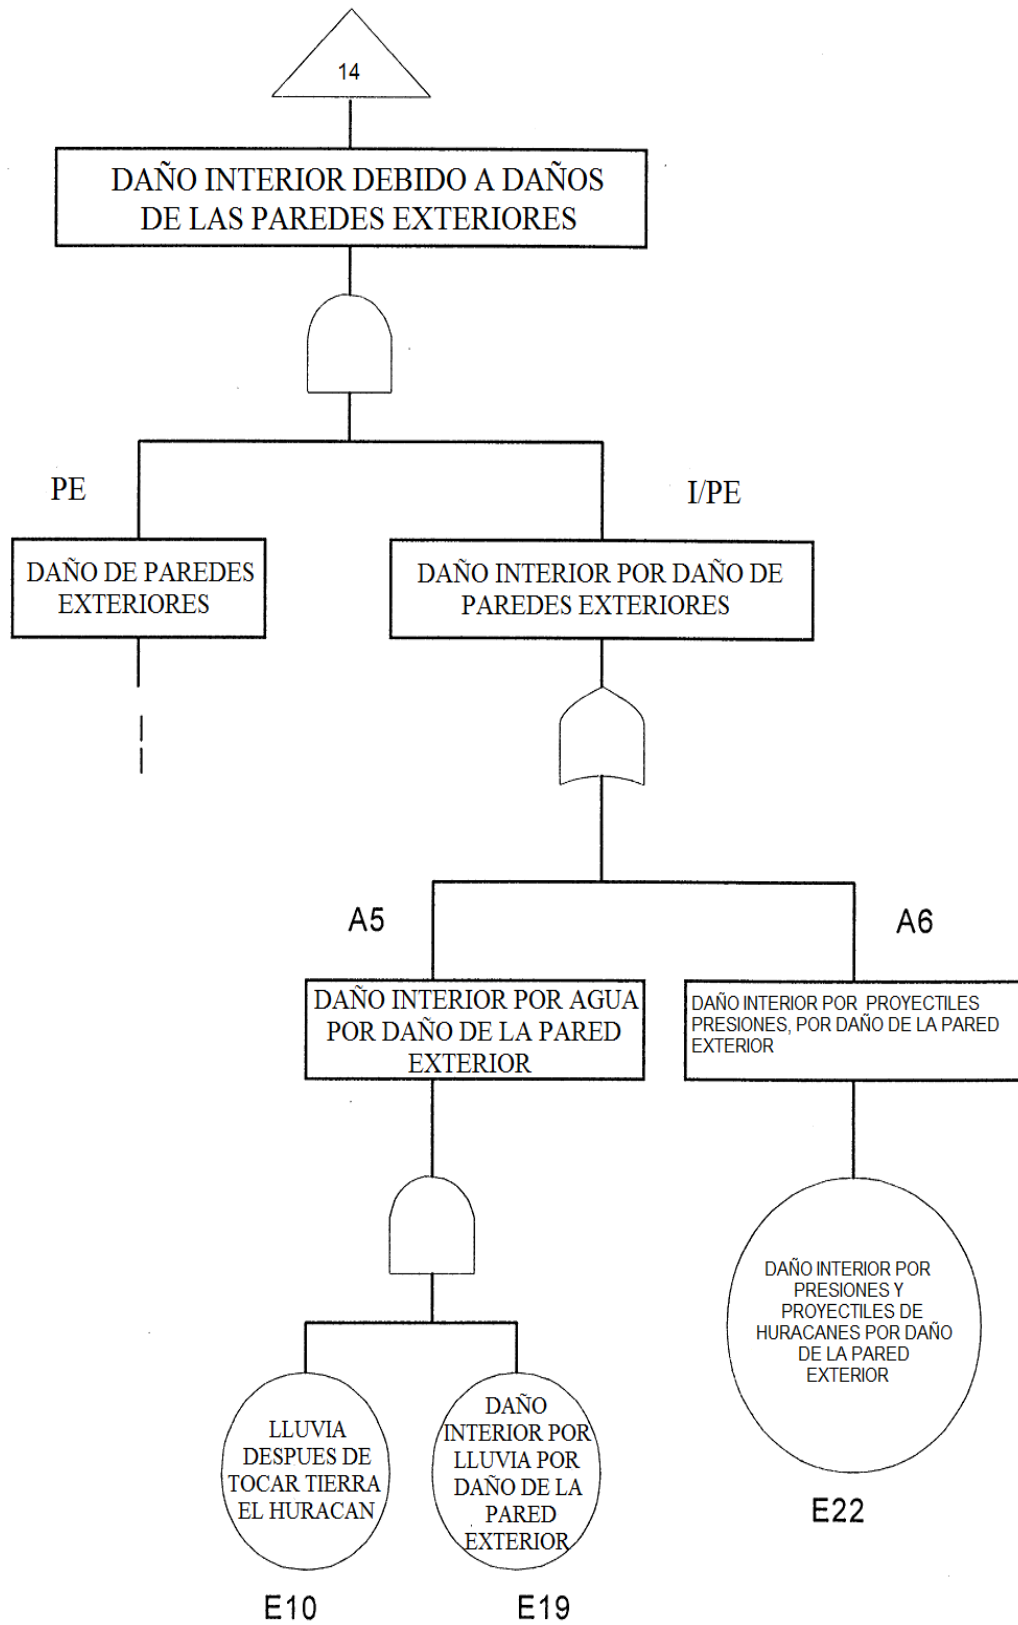 14
DAÑO INTERIOR DEBIDO A DAÑOS
DE LAS PAREDES EXTERIORES
PE
I/PE
DAÑO DE PAREDES
EXTERIORES
DAÑO INTERIOR POR DAÑO DE
PAREDES EXTERIORES
A5
A6
DAÑO INTERIOR POR AGUA
POR DAÑO DE LA PARED
EXTERIOR
DAÑO INTERIOR POR PROYECTILES
PRESIONES, POR DAÑO DE LA PARED
EXTERIOR
DAÑO INTERIOR POR
PRESIONES Y
PROYECTILES DE
HURACANES POR DAÑO
DE LA PARED
EXTERIOR
LLUVIA
DESPUES DE
TOCAR TIERRA
EL HURACAN
DAÑO
INTERIOR POR
LLUVIA POR
DAÑO DE LA
PARED
EXTERIOR
E22
E10
E19